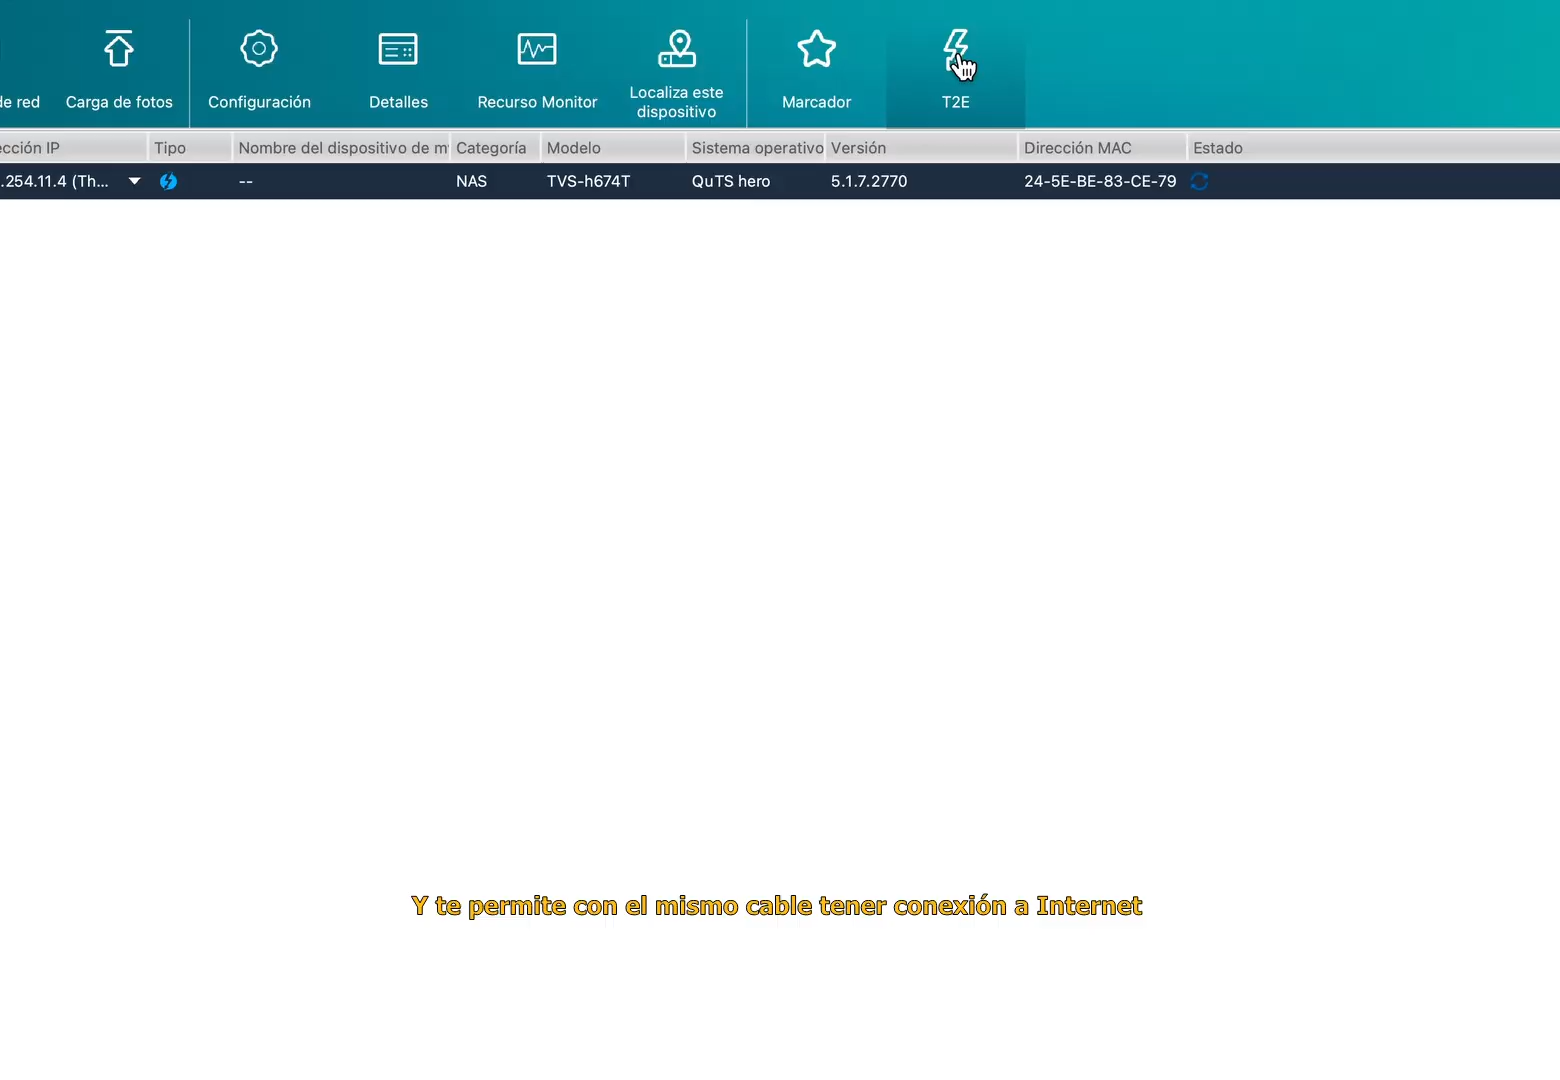 de red
Carga de fotos
Configuración
Detalles
Recurso Monitor
Localiza este
dispositivo
Marcador
T2E
ección IP
Tipo
Nombre del dispositivo de m
Categoría
Modelo
Sistema operativo
Versión
Dirección MAC
Estado
.254.11.4 (Th...
--
NAS
TVS-h674T
QuTS hero
5.1.7.2770
24-5E-BE-83-CE-79
Y te permite con el mismo cable tener conexión a Internet